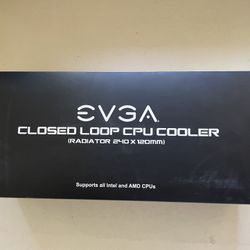 EVGA
CLOSED LOOP CPU COOLER
(RADIATOR 240 X 120MM)
Supports all Intel and AMD CPUs